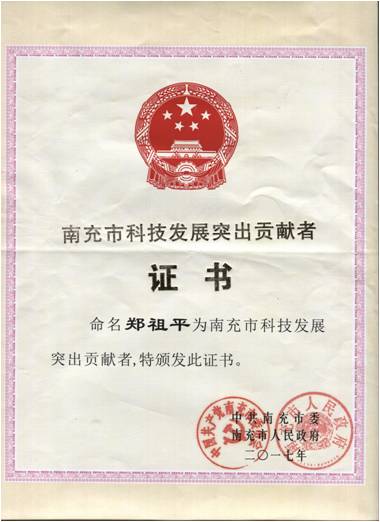 南充市科技发展突出贡献者
证书
命名郑祖平为南充市科技发展
突出贡献者,特颁发此证书。
中共南充市委
南充市人民政府
二〇一七年